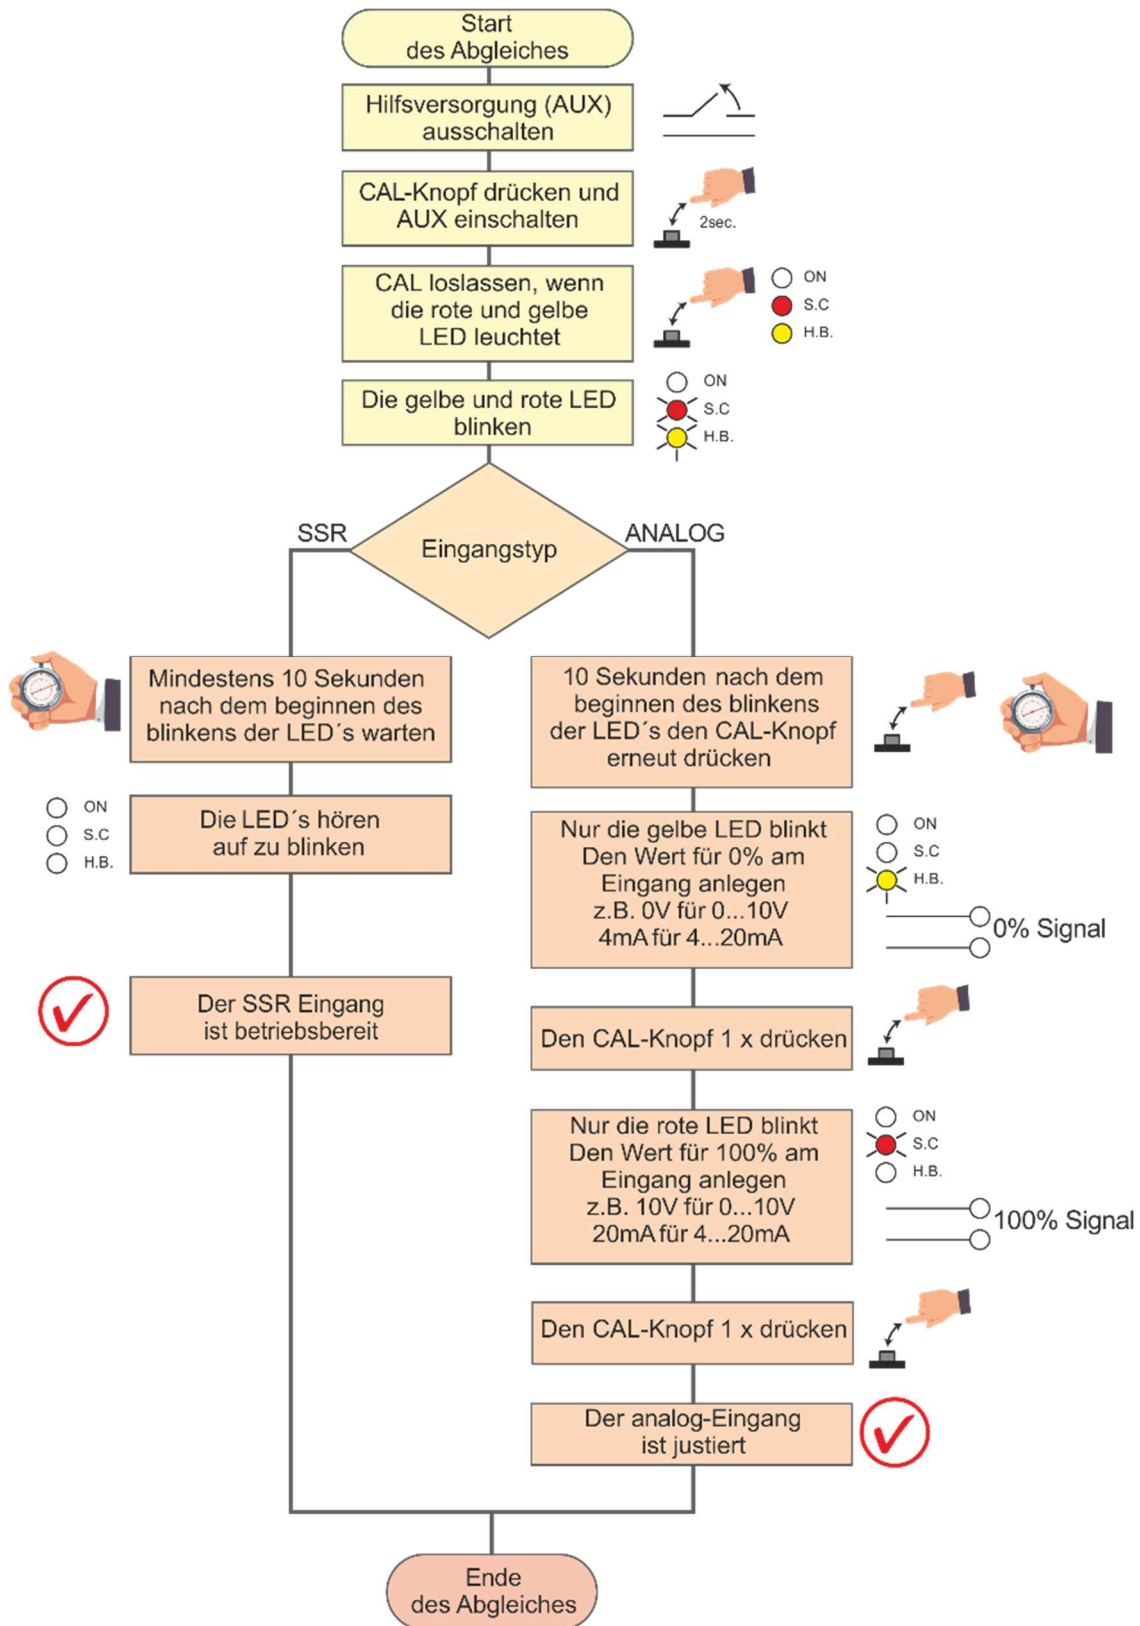 Start
des Abgleiches
Hilfsversorgung (AUX)
ausschalten
CAL-Knopf drücken und
AUX einschalten
2sec.
CAL loslassen, wenn
die rote und gelbe
LED leuchtet
ON
S.C
H.B.
Die gelbe und rote LED
blinken
ON
S.C
H.B.
SSR
Eingangstyp
ANALOG
Mindestens 10 Sekunden
nach dem beginnen des
blinkens der LED´s warten
ON
S.C
H.B.
Die LED´s hören
auf zu blinken
Der SSR Eingang
ist betriebsbereit
10 Sekunden nach dem
beginnen des blinkens
der LED´s den CAL-Knopf
erneut drücken
Nur die gelbe LED blinkt
Den Wert für 0% am
Eingang anlegen
z.B. 0V für 0...10V
4mA für 4...20mA
ON
S.C
H.B.
0% Signal
Den CAL-Knopf 1 x drücken
Nur die rote LED blinkt
Den Wert für 100% am
Eingang anlegen
z.B. 10V für 0...10V
20mA für 4...20mA
ON
S.C
H.B.
100% Signal
Den CAL-Knopf 1 x drücken
Der analog-Eingang
ist justiert
Ende
des Abgleiches